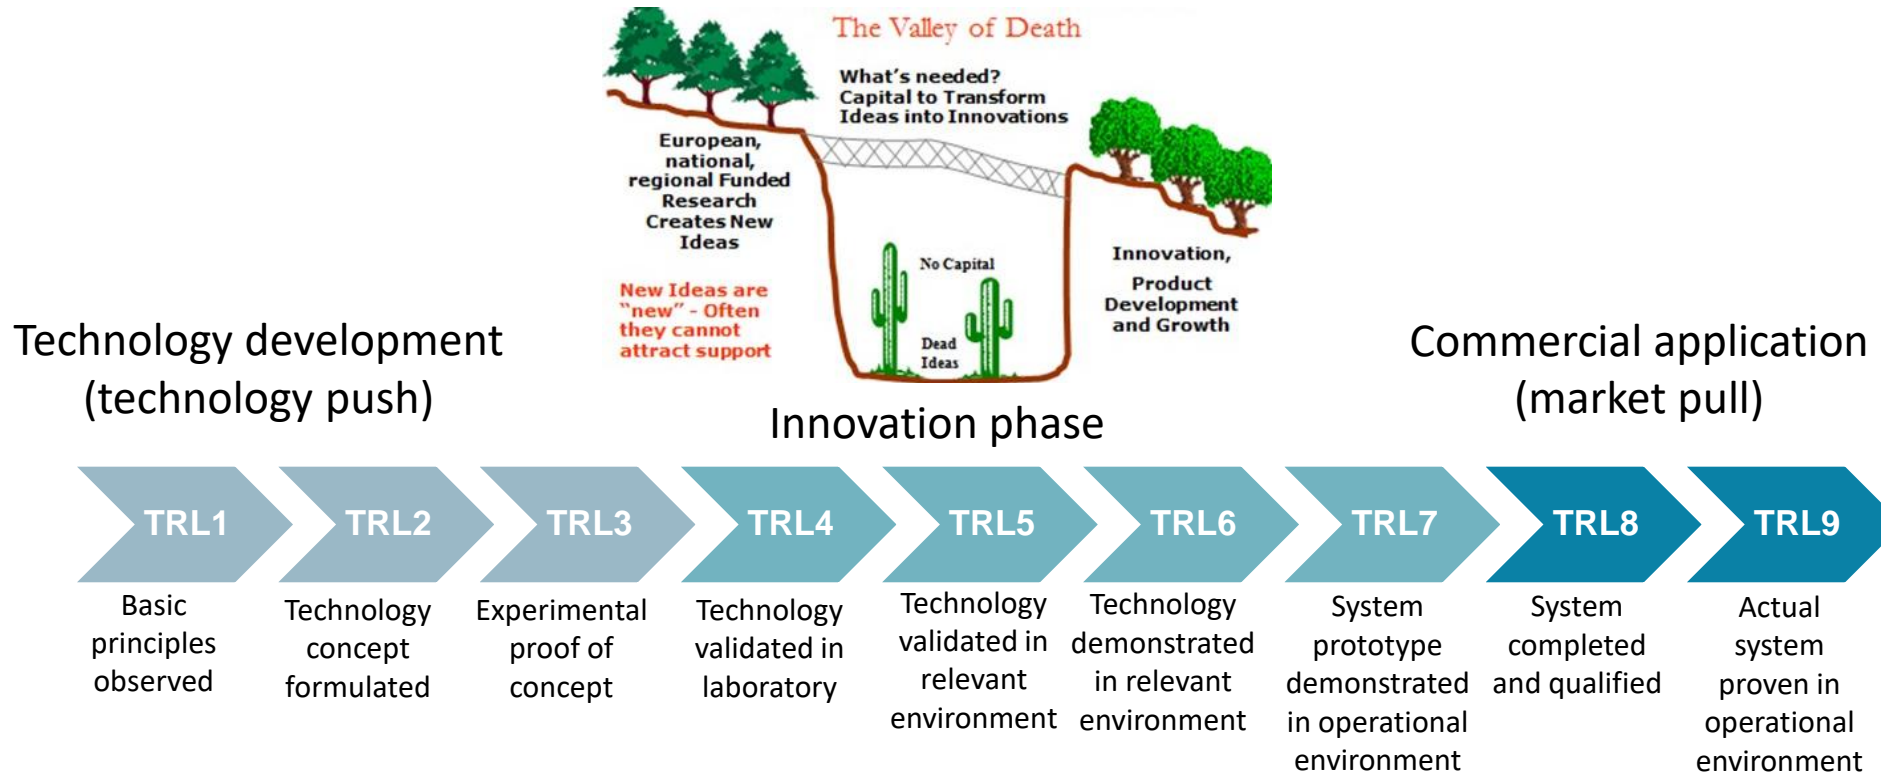 The Valley of Death
What's needed?
Capital to Transform
Ideas into Innovations
European,
national,
regional Funded
Research
Creates New
Ideas
New Ideas are
"new" - Often
they cannot
attract support
No Capital
Dead
Ideas
Innovation,
Product
Development
and Growth
Technology development
(technology push)
Innovation phase
Commercial application
(market pull)
TRL1
TRL2
TRL3
TRL4
TRL5
TRL6
TRL7
TRL8
TRL9
Basic
principles
observed
Technology
concept
formulated
Experimental
proof of
concept
Technology
validated in
laboratory
Technology
validated in
relevant
environment
Technology
demonstrated
in relevant
environment
System
prototype
demonstrated
in operational
environment
System
completed
and qualified
Actual
system
proven in
operational
environment